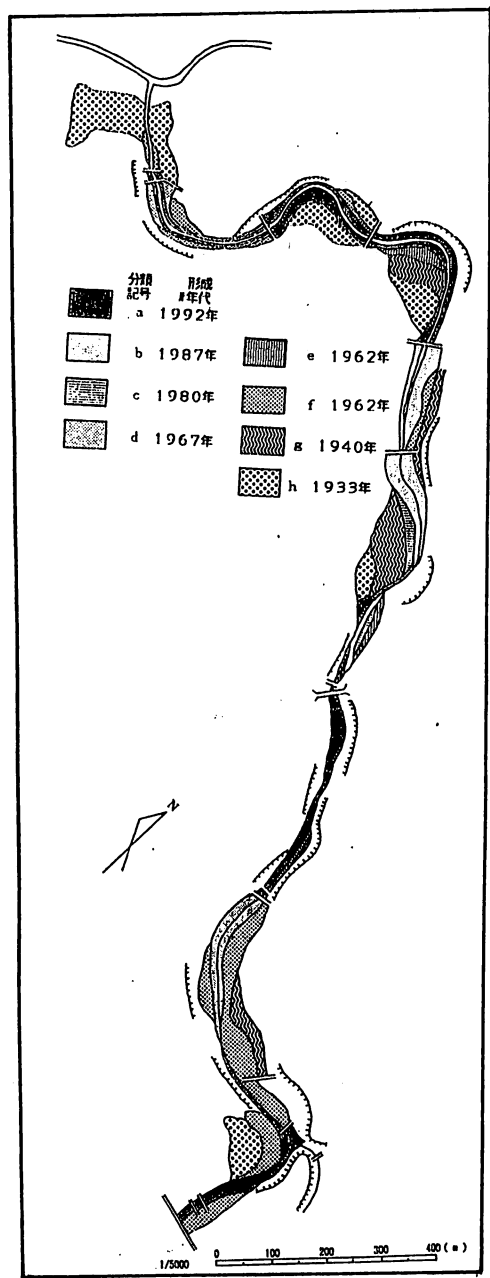 分類 形成
記号 年代
a 1992年
b 1987年
c 1980年
d 1967年
e 1962年
f 1962年
g 1940年
h 1933年
N
1/5000 0 100 200 300 400 (m)